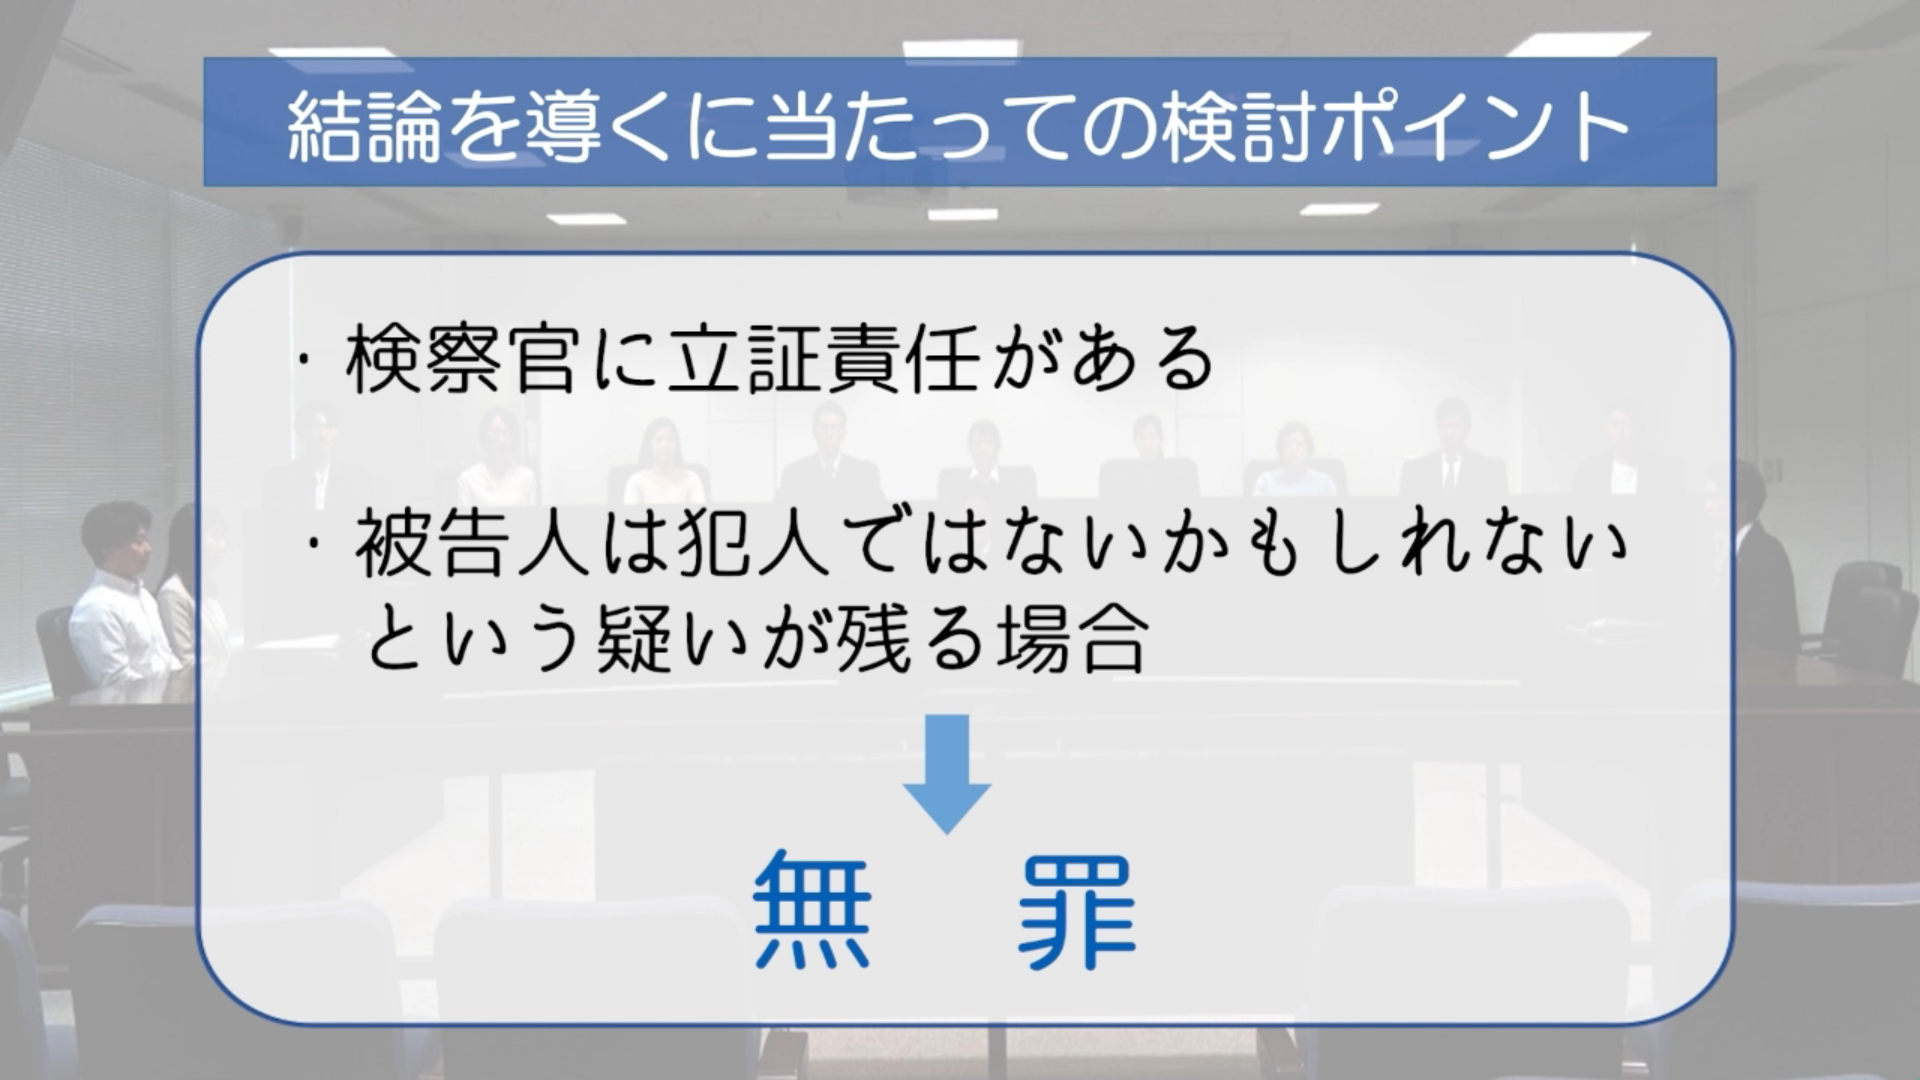 結論を導くに当たっての検討ポイント
・検察官に立証責任がある
・被告人は犯人ではないかもしれない
という疑いが残る場合
無 罪